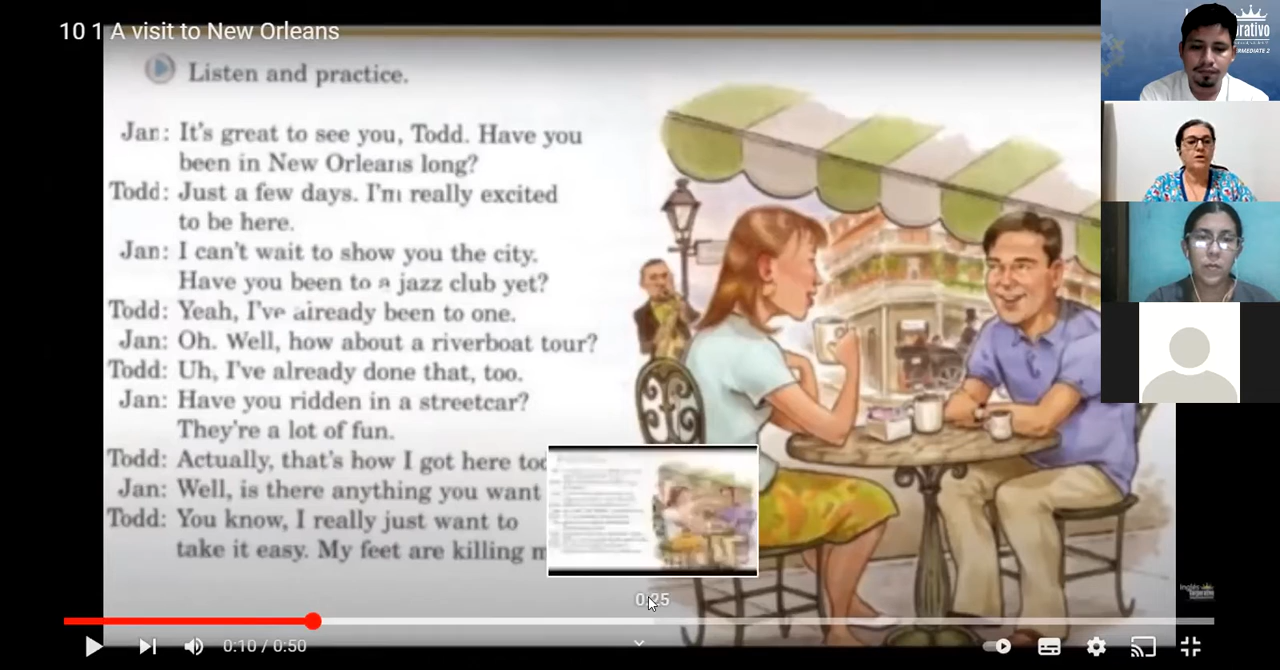 10 1 A visit to New Orleans
Listen and practice.
Jan: It's great to see you, Todd. Have you
been in New Orleans long?
Todd: Just a few days. I'm really excited
to be here.
Jan: I can't wait to show you the city.
Have you been to a jazz club yet?
Todd: Yeah, I've already been to one.
Jan: Oh. Well, how about a riverboat tour?
Todd: Uh, I've already done that, too.
Jan: Have you ridden in a streetcar?
They're a lot of fun.
Todd: Actually, that's how I got here
Jan: Well, is there anything you want
Todd: You know, I really just want to
take it easy. My feet are killing
0:25
0:10 / 0:50
Inglés